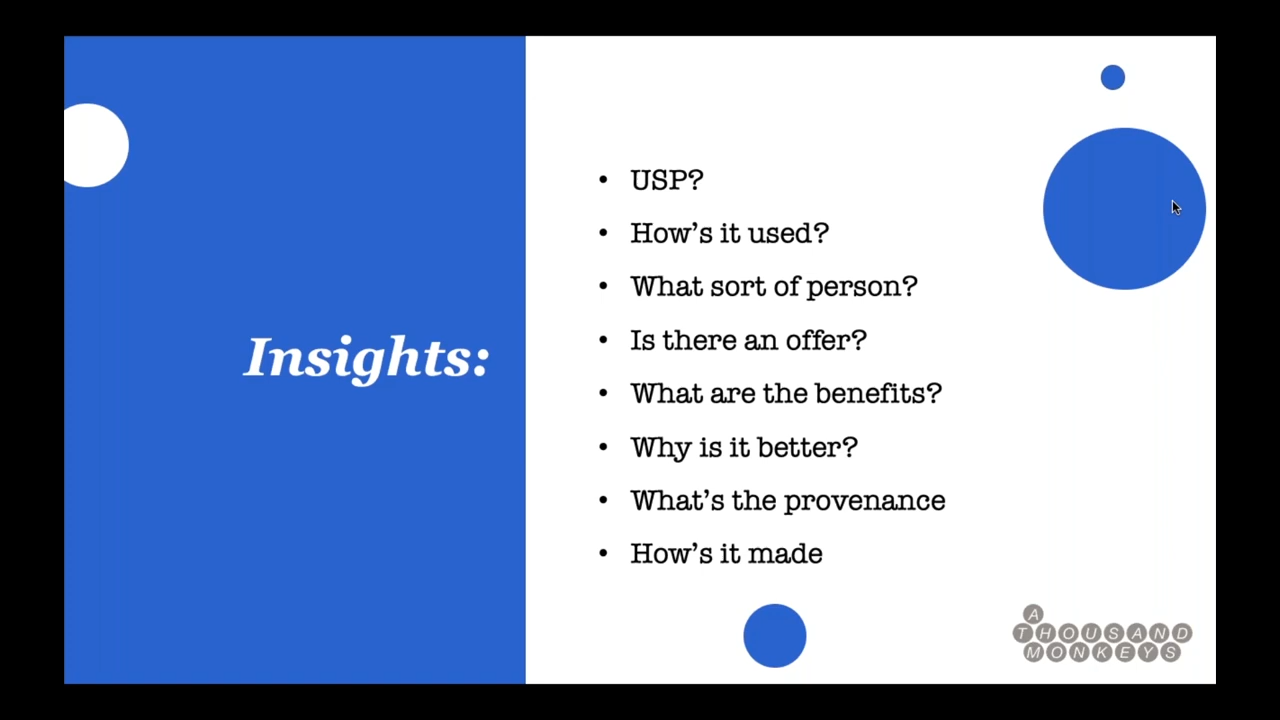 Insights:
• USP?
• How’s it used?
• What sort of person?
• Is there an offer?
• What are the benefits?
• Why is it better?
• What’s the provenance
• How’s it made
A
THOUSAND
MONKEYS